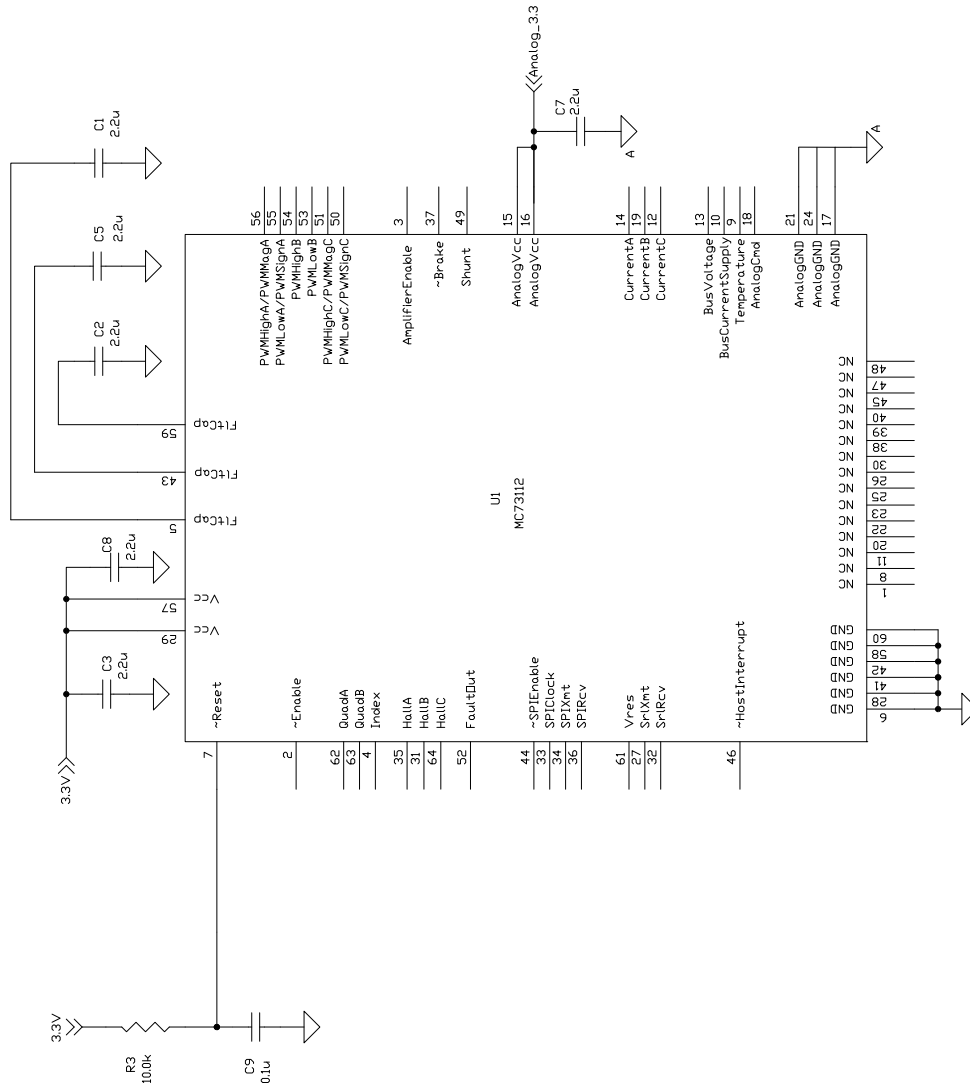 Analog_3.3
C7
2.2u
A
C1
2.2u
C5
2.2u
C2
2.2u
C8
2.2u
C3
2.2u
3.3V
59 FltCap
43 FltCap
5 FltCap
57 Vcc
29 Vcc
56 PWMHighA/PWMMagA
55 PWMLowA/PWMSignA
54 PWMHighB
53 PWMLowB
51 PWMHighC/PWMMagC
50 PWMLowC/PWMSignC
3 AmplifierEnable
37 ~Brake
49 Shunt
15 AnalogVcc
16 AnalogVcc
14 CurrentA
19 CurrentB
12 CurrentC
13 BusVoltage
10 BusCurrentSupply
9 Temperature
18 AnalogCmd
21 AnalogGND
24 AnalogGND
17 AnalogGND
A
U1
MC73112
7 ~Reset
2 ~Enable
62 QuadA
63 QuadB
4 Index
35 HallA
31 HallB
64 HallC
52 FaultOut
44 ~SPIEnable
33 SPIClock
34 SPIXmt
36 SPIRcv
61 Vres
27 SrlXmt
32 SrlRcv
46 ~HostInterrupt
NC 48
NC 47
NC 45
NC 40
NC 39
NC 38
NC 30
NC 26
NC 25
NC 23
NC 22
NC 20
NC 11
NC 8
NC 1
GND 60
GND 58
GND 42
GND 41
GND 28
GND 6
3.3V
R3
10.0k
C9
0.1u